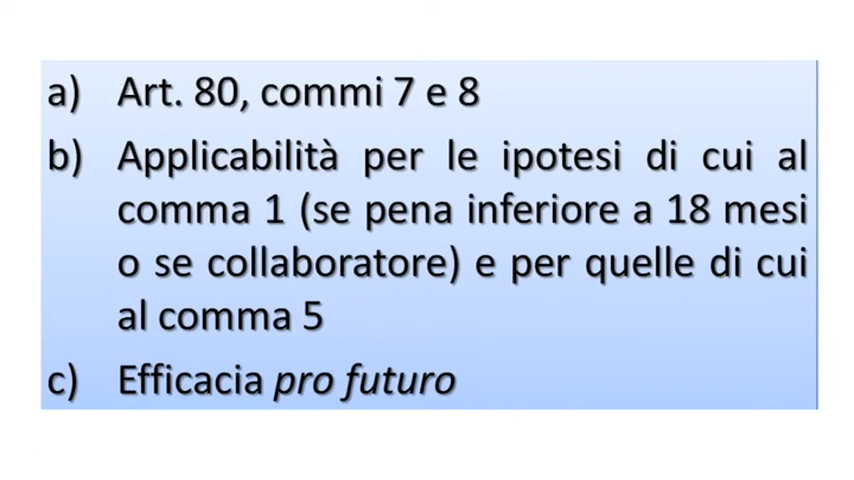 a) Art. 80, commi 7 e 8
b) Applicabilità per le ipotesi di cui al
comma 1 (se pena inferiore a 18 mesi
o se collaboratore) e per quelle di cui
al comma 5
c) Efficacia pro futuro